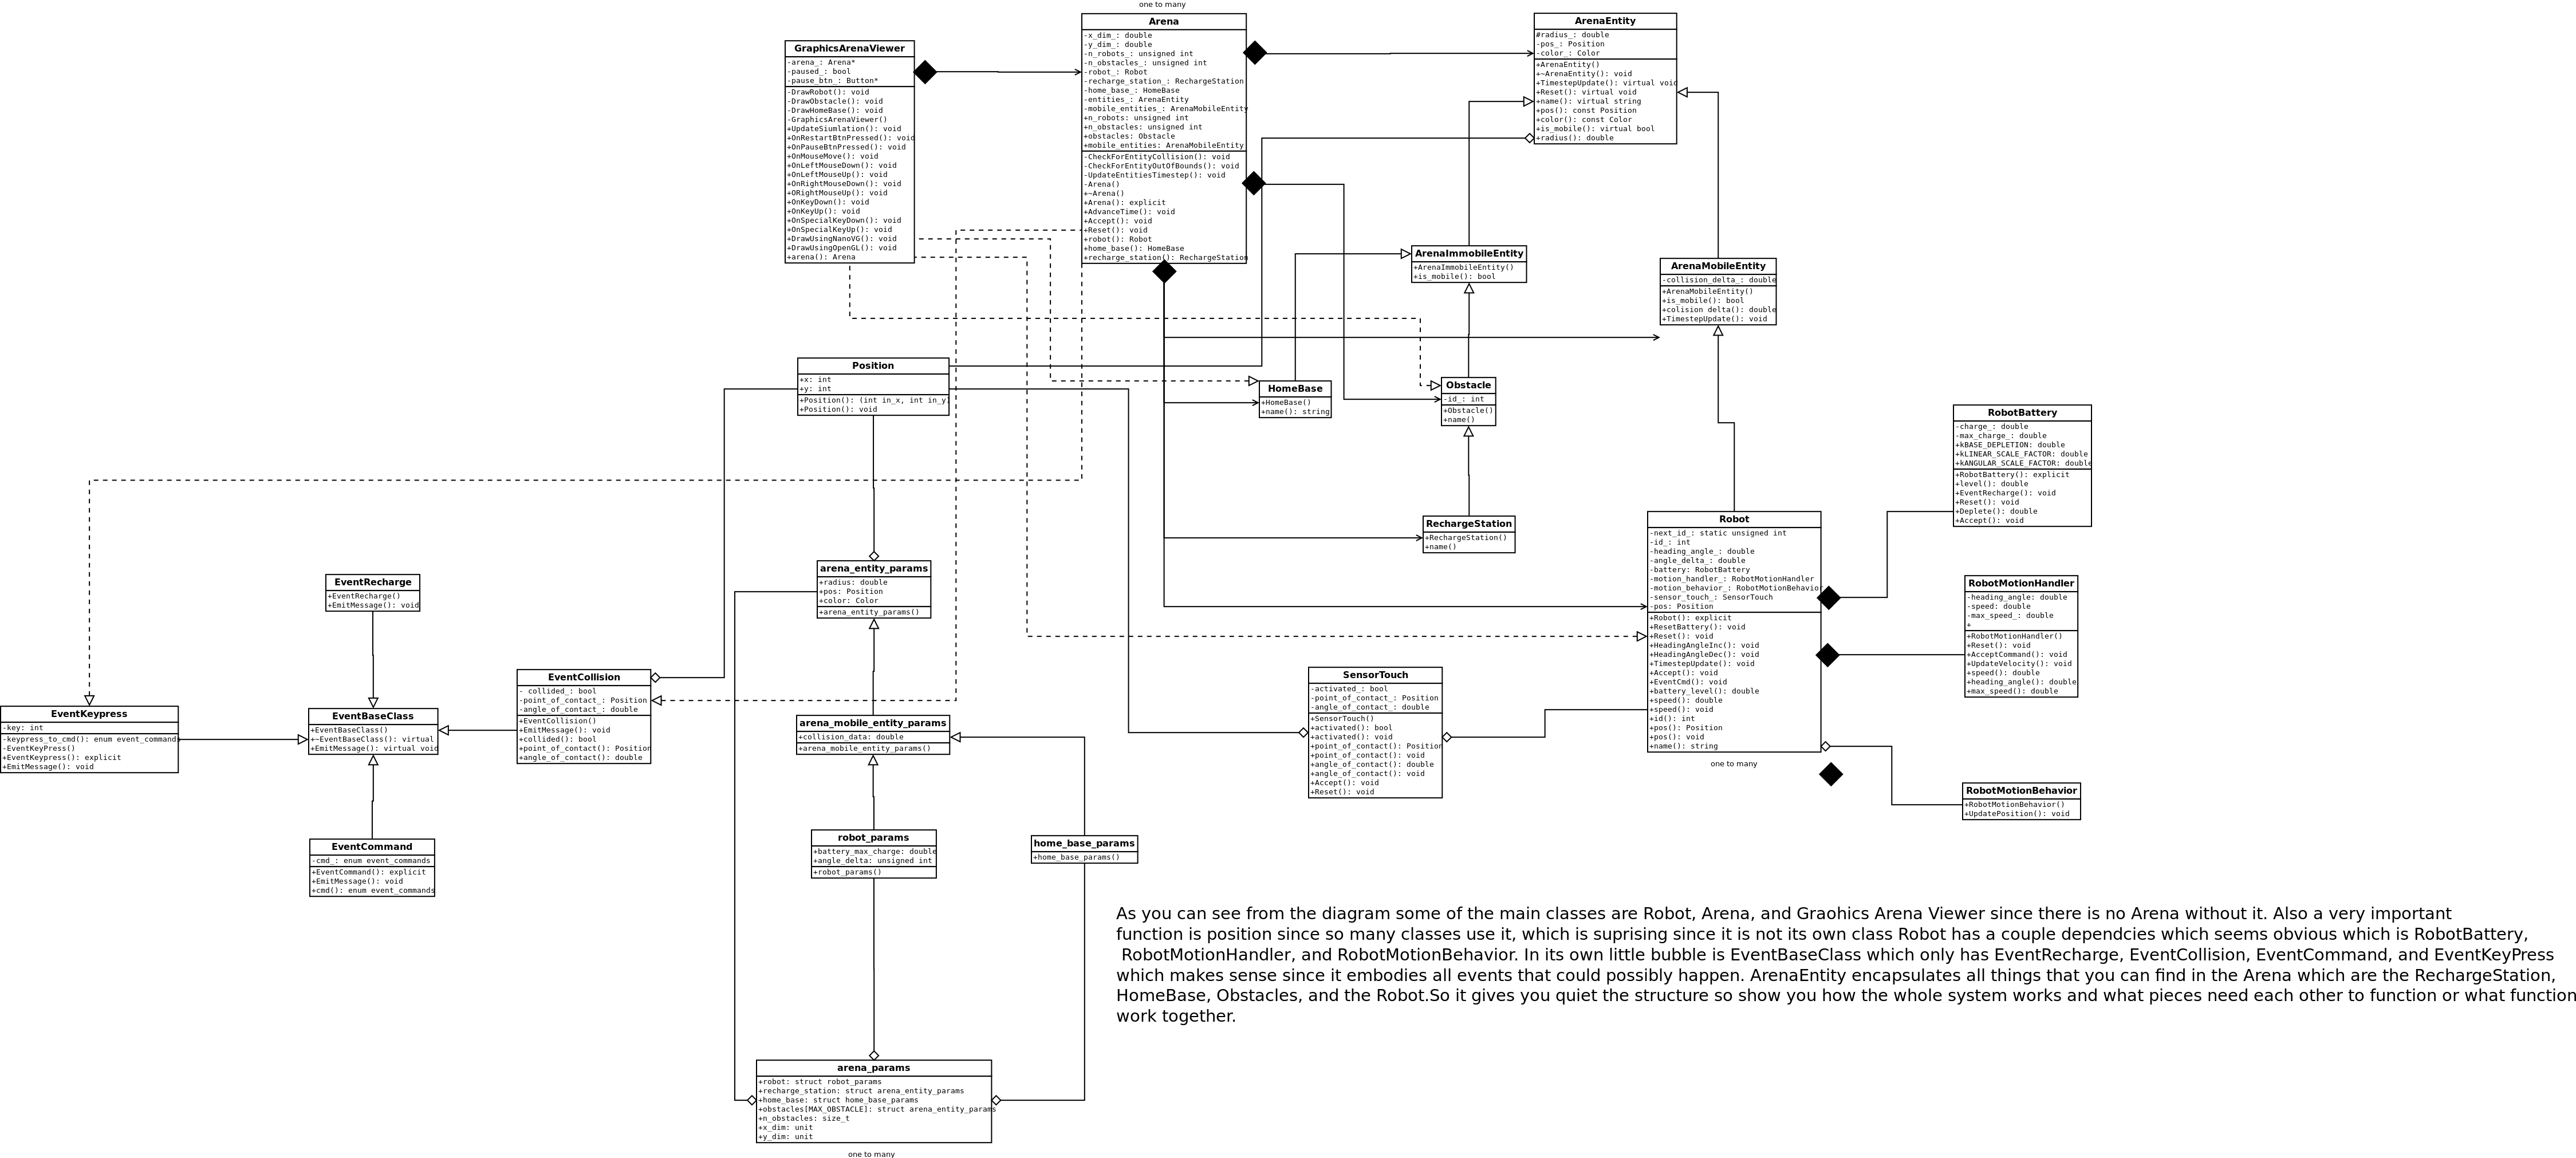 one to many
GraphicsArenaViewer
-arena_: Arena*
-paused_: bool
-pause_btn_: Button*
-DrawRobot(): void
-DrawObstacle(): void
-DrawHomeBase(): void
-GraphicsArenaViewer()
+UpdateSiumlation(): void
+OnRestartBtnPressed(): void
+OnPauseBtnPressed(): void
+OnMouseMove(): void
+OnLeftMouseDown(): void
+OnLeftMouseUp(): void
+OnRightMouseDown(): void
+ORightMouseUp(): void
+OnKeyDown(): void
+OnKeyUp(): void
+OnSpecialKeyDown(): void
+OnSpecialKeyUp(): void
+DrawUsingNanoVG(): void
+DrawUsingOpenGL(): void
+arena(): Arena
Arena
-x_dim_: double
-y_dim_: double
-n_robots_: unsigned int
-n_obstacles_: unsigned int
-robot_: Robot
-recharge_station_: RechargeStation
-home_base_: HomeBase
-entities_: ArenaEntity
-mobile_entities_: ArenaMobileEntity
+n_robots: unsigned int
+n_obstacles: unsigned int
+obstacles: Obstacle
+mobile_entities: ArenaMobileEntity
-CheckForEntityCollision(): void
-CheckForEntityOutOfBounds(): void
-UpdateEntitiesTimestep(): void
-Arena()
+~Arena()
+Arena(): explicit
+AdvanceTime(): void
+Accept(): void
+Reset(): void
+robot(): Robot
+home_base(): HomeBase
+recharge_station(): RechargeStation
ArenaEntity
#radius_: double
-pos_: Position
-color_: Color
+ArenaEntity()
+~ArenaEntity(): void
+TimestepUpdate(): virtual void
+Reset(): virtual void
+name(): virtual string
+pos(): const Position
+color(): const Color
+is_mobile(): virtual bool
+radius(): double
ArenaImmobileEntity
+ArenaImmobileEntity()
+is_mobile(): bool
ArenaMobileEntity
-collision_delta_: double
+ArenaMobileEntity()
+is_mobile(): bool
+colision delta(): double
+TimestepUpdate(): void
Position
+x: int
+y: int
+Position(): (int in_x, int in_y)
+Position(): void
HomeBase
+HomeBase()
+name(): string
Obstacle
-id_: int
+Obstacle()
+name()
RobotBattery
-charge_: double
-max_charge_: double
+kBASE_DEPLETION: double
+kLINEAR_SCALE_FACTOR: double
+kANGULAR_SCALE_FACTOR: double
+RobotBattery(): explicit
+level(): double
+EventRecharge(): void
+Reset(): void
+Deplete(): double
+Accept(): void
RechargeStation
+RechargeStation()
+name()
Robot
-next_id_: static unsigned int
-id_: int
-heading_angle_: double
-angle_delta_: double
-battery: RobotBattery
-motion_handler_: RobotMotionHandler
-motion_behavior_: RobotMotionBehavior
-sensor_touch_: SensorTouch
-pos: Position
+Robot(): explicit
+ResetBattery(): void
+Reset(): void
+HeadingAngleInc(): void
+HeadingAngleDec(): void
+TimestepUpdate(): void
+Accept(): void
+EventCmd(): void
+battery_level(): double
+speed(): double
+speed(): void
+id(): int
+pos(): Position
+pos(): void
+name(): string
one to many
RobotMotionHandler
-heading_angle: double
-speed: double
-max_speed_: double
+
+RobotMotionHandler()
+Reset(): void
+AcceptCommand(): void
+UpdateVelocity(): void
+speed(): double
+heading_angle(): double
+max_speed(): double
RobotMotionBehavior
+RobotMotionBehavior()
+UpdatePosition(): void
arena_entity_params
+radius: double
+pos: Position
+color: Color
+arena_entity_params()
EventRecharge
+EventRecharge()
+EmitMessage(): void
EventCollision
- collided_: bool
-point_of_contact_: Position
-angle_of_contact_: double
+EventCollision()
+EmitMessage(): void
+collided(): bool
+point_of_contact(): Position
+angle_of_contact(): double
SensorTouch
-activated_: bool
-point_of_contact_: Position
-angle_of_contact_: double
+SensorTouch()
+activated(): bool
+activated(): void
+point_of_contact(): Position
+point_of_contact(): void
+angle_of_contact(): double
+angle_of_contact(): void
+Accept(): void
+Reset(): void
EventKeypress
-key: int
-keypress_to_cmd(): enum event_commands
-EventKeyPress()
+EventKeypress(): explicit
+EmitMessage(): void
EventBaseClass
+EventBaseClass()
+~EventBaseClass(): virtual
+EmitMessage(): virtual void
arena_mobile_entity_params
+collision_data: double
+arena_mobile_entity_params()
EventCommand
-cmd_: enum event_commands
+EventCommand(): explicit
+EmitMessage(): void
+cmd(): enum event_commands
robot_params
+battery_max_charge: double
+angle_delta: unsigned int
+robot_params()
home_base_params
+home_base_params()
As you can see from the diagram some of the main classes are Robot, Arena, and Graohics Arena Viewer since there is no Arena without it. Also a very important
function is position since so many classes use it, which is suprising since it is not its own class Robot has a couple dependcies which seems obvious which is RobotBattery,
RobotMotionHandler, and RobotMotionBehavior. In its own little bubble is EventBaseClass which only has EventRecharge, EventCollision, EventCommand, and EventKeyPress
which makes sense since it embodies all events that could possibly happen. ArenaEntity encapsulates all things that you can find in the Arena which are the RechargeStation,
HomeBase, Obstacles, and the Robot.So it gives you quiet the structure so show you how the whole system works and what pieces need each other to function or what function
work together.
arena_params
+robot: struct robot_params
+recharge_station: struct arena_entity_params
+home_base: struct home_base_params
+obstacles[MAX_OBSTACLE]: struct arena_entity_params
+n_obstacles: size_t
+x_dim: unit
+y_dim: unit
one to many